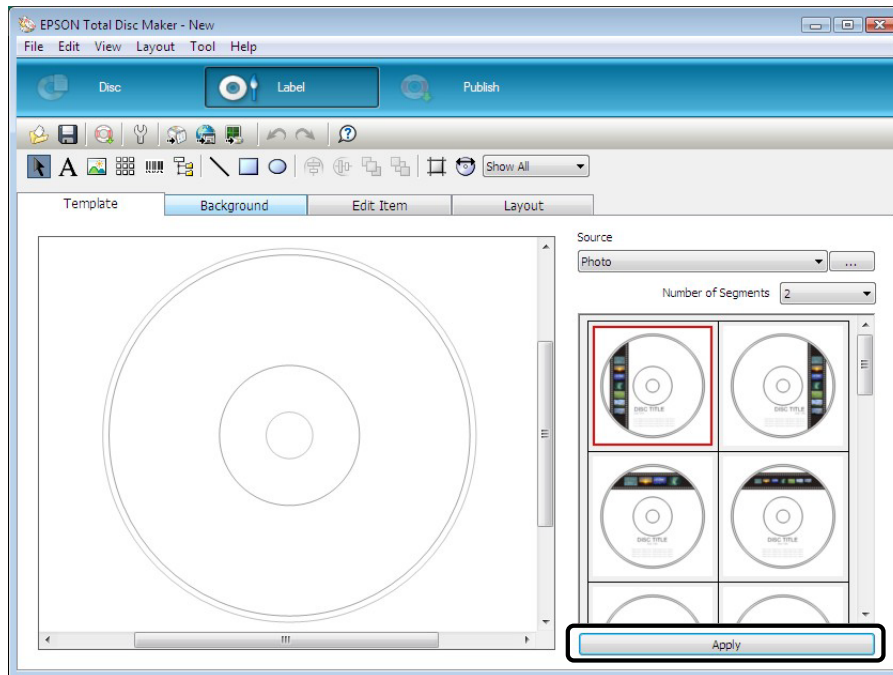 EPSON Total Disc Maker - New
File Edit View Layout Tool Help
Disc Label Publish
A Show All
Template Background Edit Item Layout
Source
Photo ...
Number of Segments 2
DISC TITLE DISC TITLE
DISC TITLE DISC TITLE
Apply